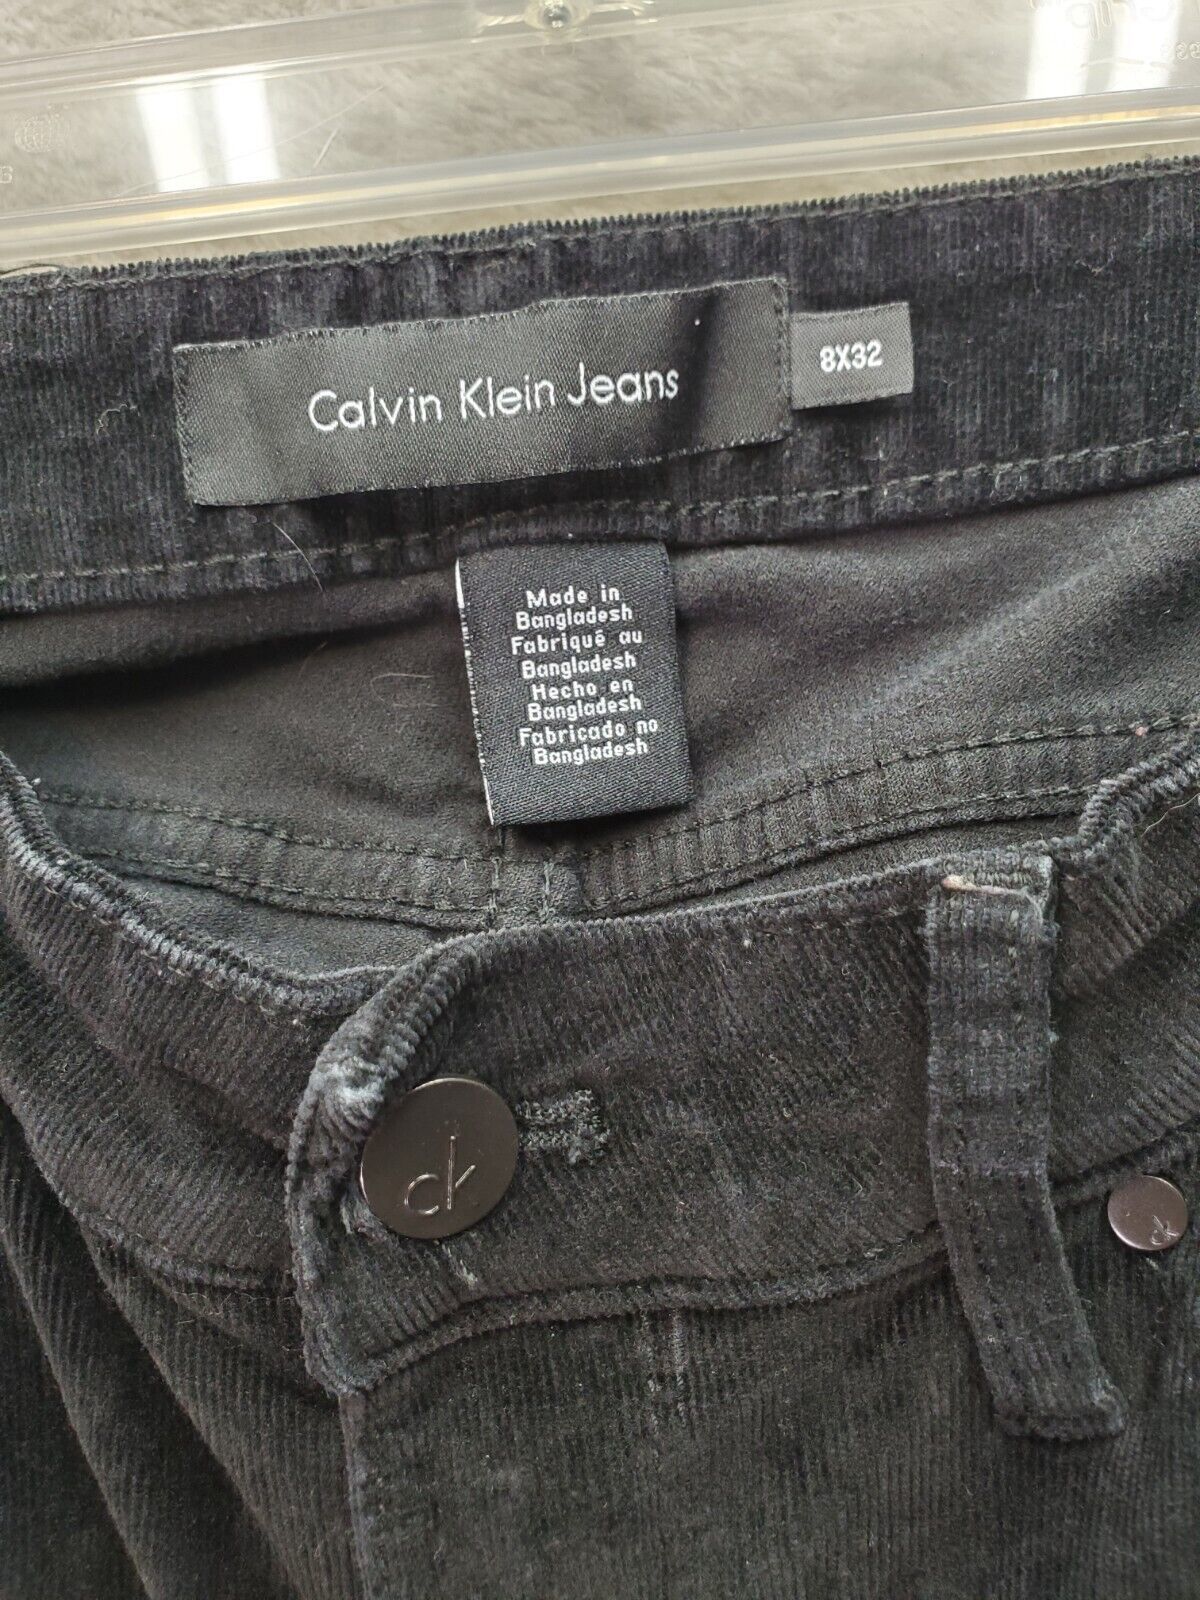 Calvin Klein Jeans
8X32
Made in
Bangladesh
Fabriqué au
Bangladesh
Hecho en
Bangladesh
Fabricado no
Bangladesh
ck
ck